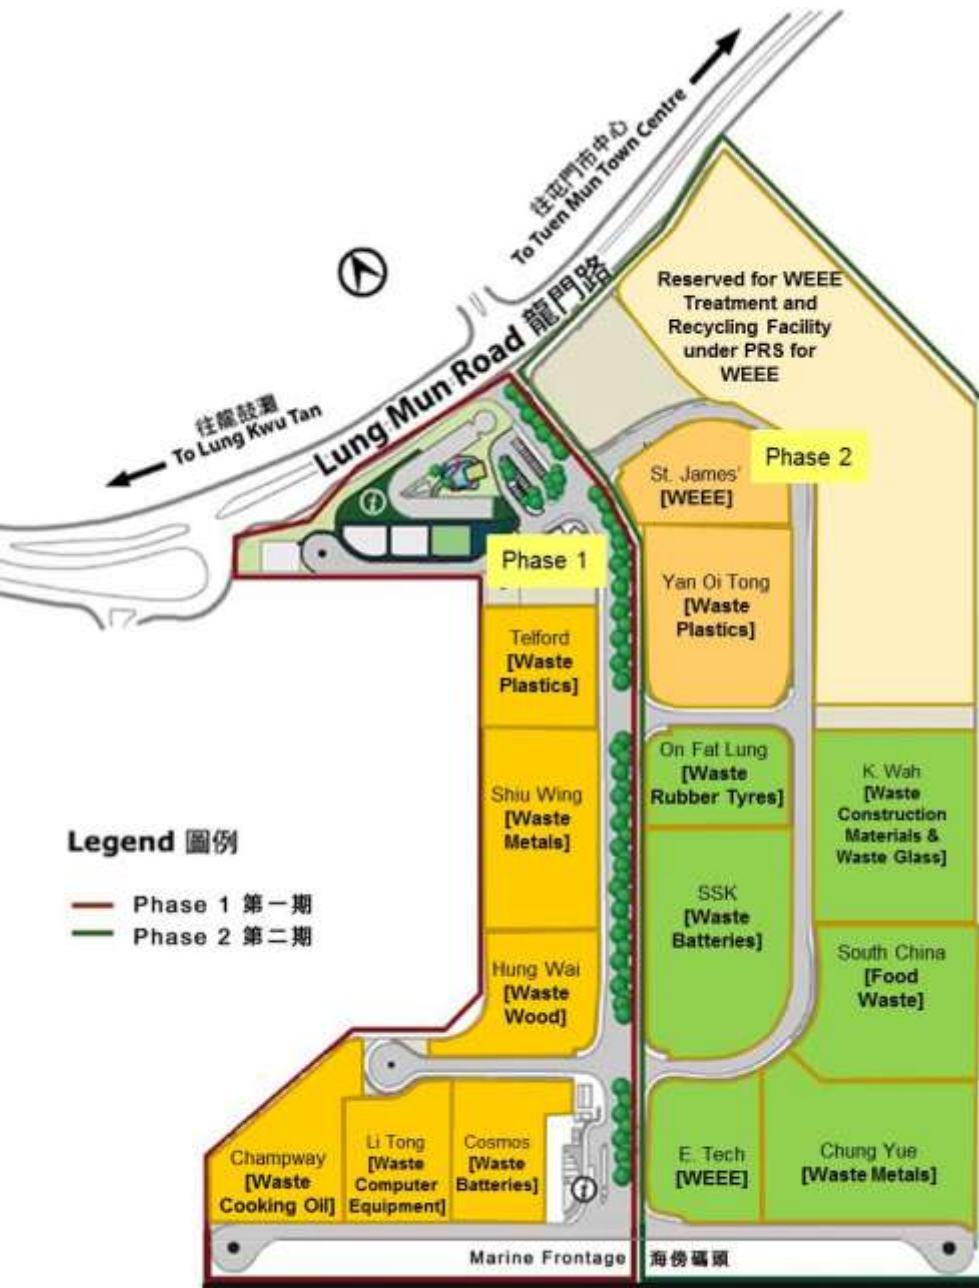 往屯門市中心
To Tuen Mun Town Centre
Lung Mun Road 龍門路
往龍鼓灘
To Lung Kwu Tan
Reserved for WEEE
Treatment and
Recycling Facility
under PRS for
WEEE
Phase 2
St. James'
[WEEE]
Phase 1
Yan Oi Tong
[Waste
Plastics]
Telford
[Waste
Plastics]
On Fat Lung
[Waste
Rubber Tyres]
K. Wah
[Waste
Construction
Materials &
Waste Glass]
Shiu Wing
[Waste
Metals]
Legend 圖例
Phase 1 第一期
Phase 2 第二期
SSK
[Waste
Batteries]
South China
[Food
Waste]
Hung Wai
[Waste
Wood]
Champway
[Waste
Cooking Oil]
Li Tong
[Waste
Computer
Equipment]
Cosmos
[Waste
Batteries]
E. Tech
[WEEE]
Chung Yue
[Waste Metals]
Marine Frontage 海傍碼頭